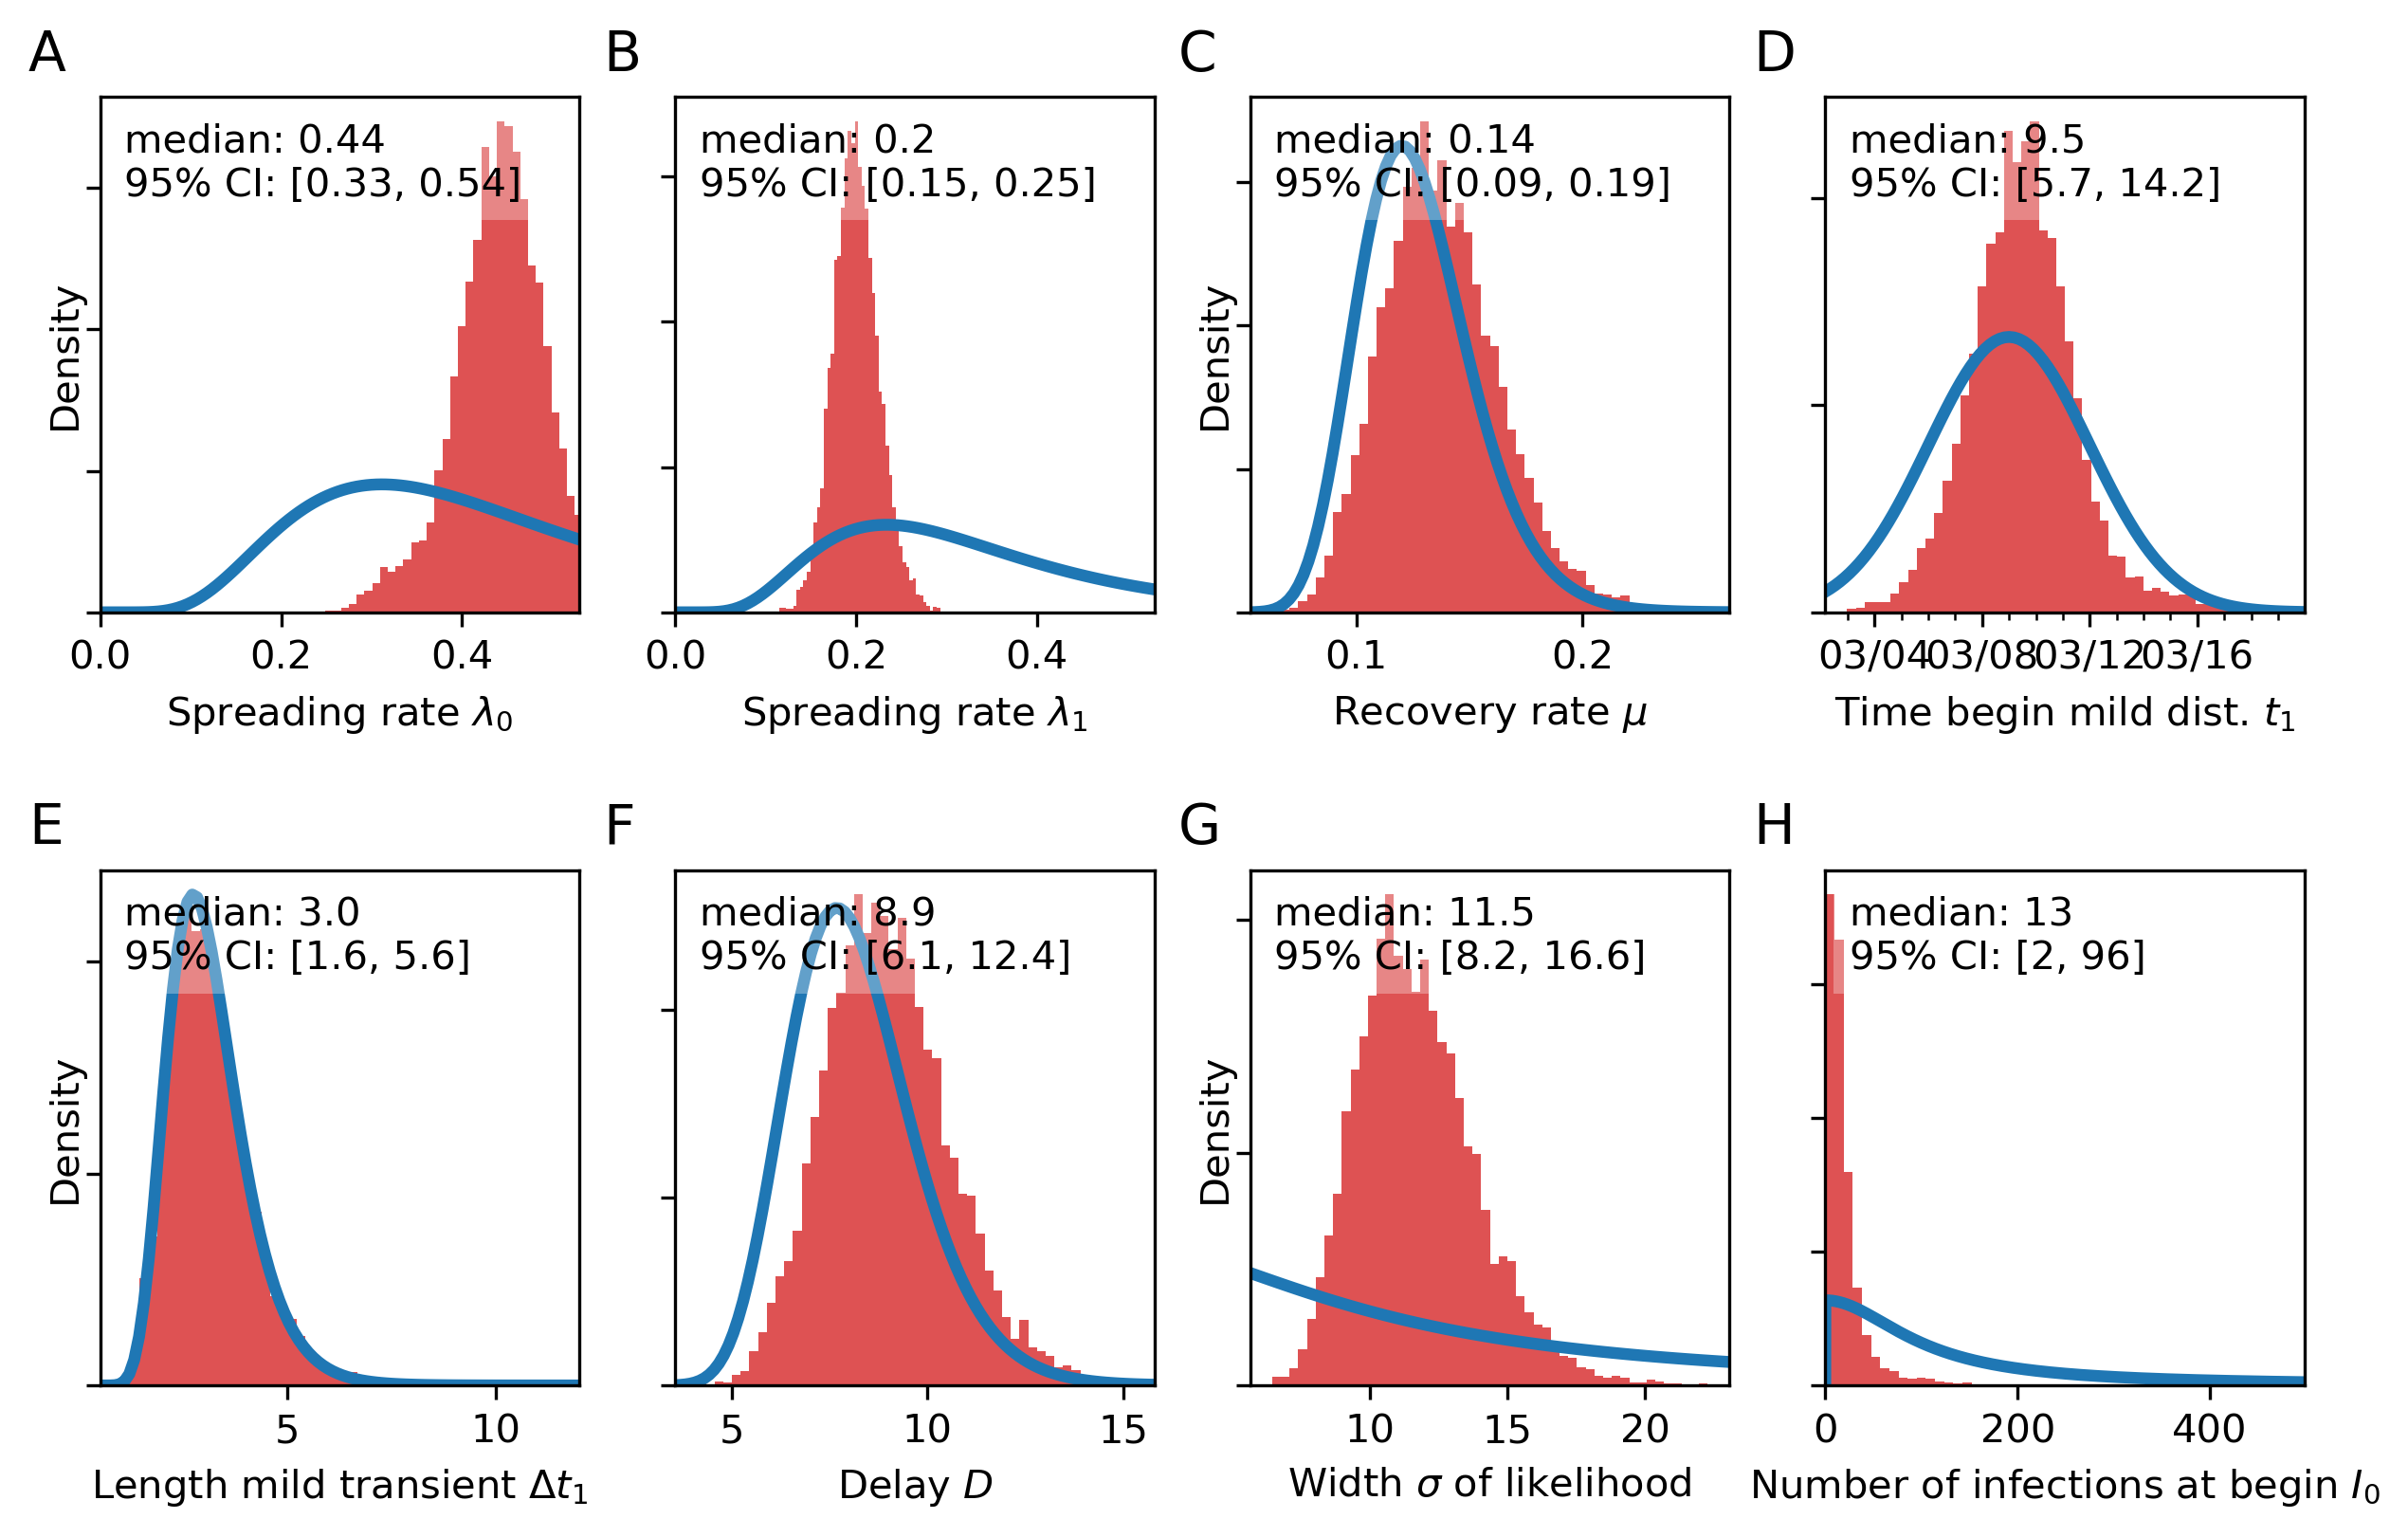 A
B
C
D
median: 0.44
95% CI: [0.33, 0.54]
median: 0.2
95% CI: [0.15, 0.25]
median: 0.14
95% CI: [0.09, 0.19]
median: 9.5
95% CI: [5.7, 14.2]
Density
Density
0.0 0.2 0.4
0.0 0.2 0.4
0.1 0.2
03/04 03/08 03/12 03/16
Spreading rate λ₀
Spreading rate λ₁
Recovery rate μ
Time begin mild dist. t₁
E
F
G
H
median: 3.0
95% CI: [1.6, 5.6]
median: 8.9
95% CI: [6.1, 12.4]
median: 11.5
95% CI: [8.2, 16.6]
median: 13
95% CI: [2, 96]
Density
Density
5 10
5 10 15
10 15 20
0 200 400
Length mild transient Δt₁
Delay D
Width σ of likelihood
Number of infections at begin I₀